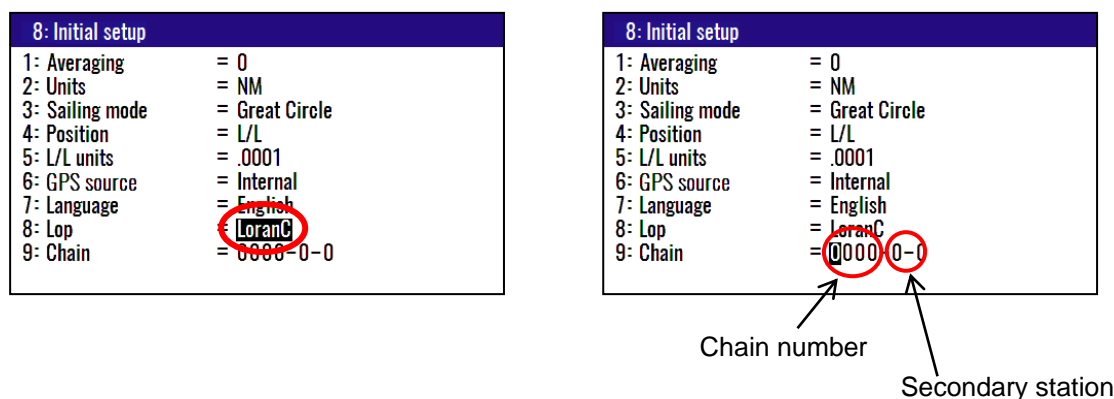 8: Initial setup
1: Averaging = 0
2: Units = NM
3: Sailing mode = Great Circle
4: Position = L/L
5: L/L units = .0001
6: GPS source = Internal
7: Language = English
8: Lop = LoranC
9: Chain = 0000-0-0
8: Initial setup
1: Averaging = 0
2: Units = NM
3: Sailing mode = Great Circle
4: Position = L/L
5: L/L units = .0001
6: GPS source = Internal
7: Language = English
8: Lop = LoranC
9: Chain = 0000-0-0
Chain number
Secondary station